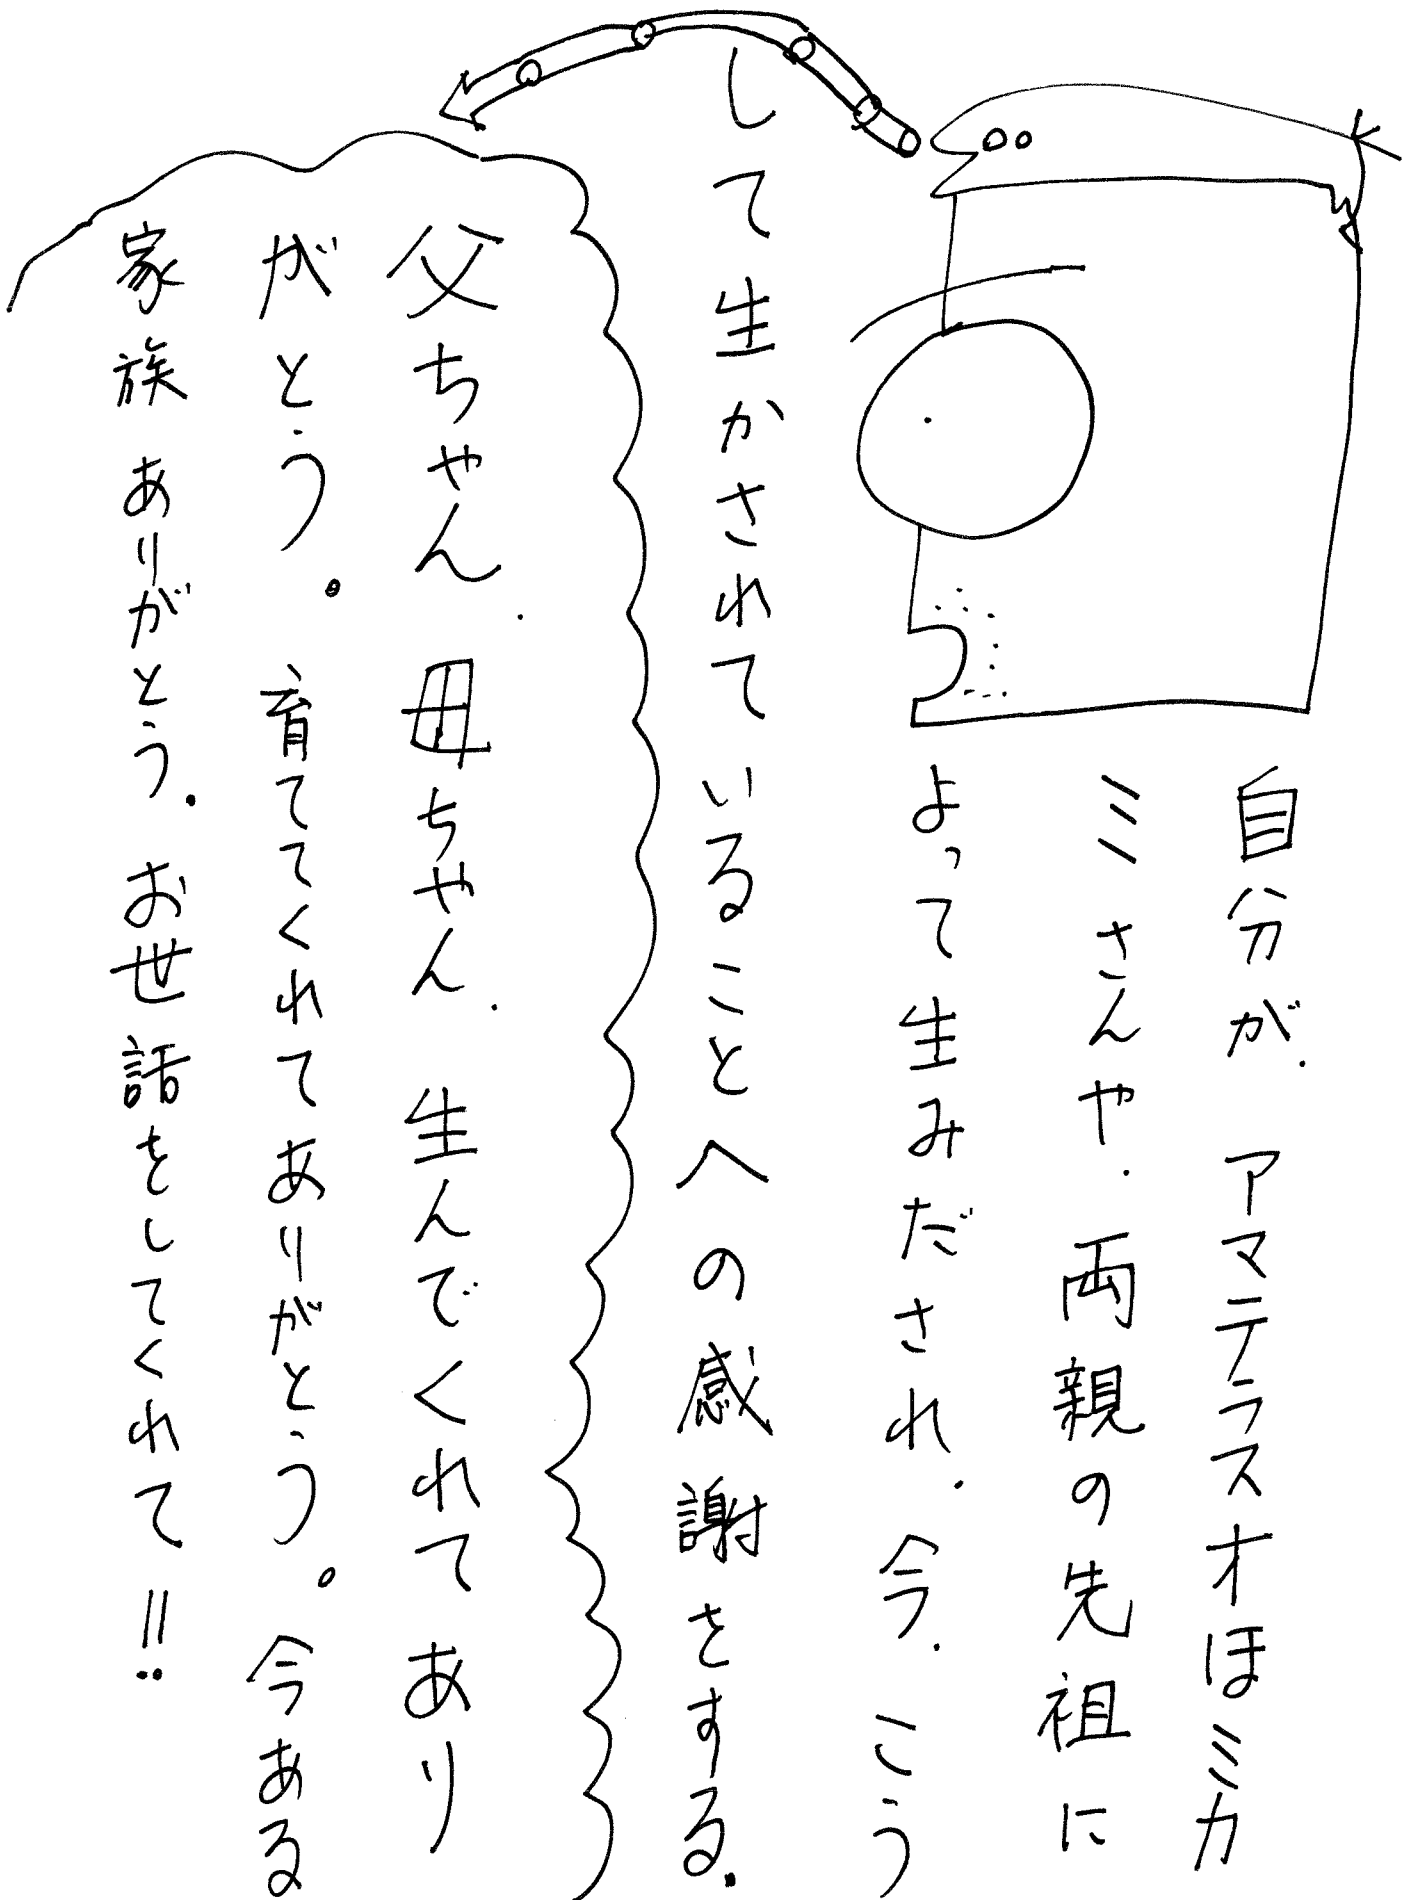 自分が.アマテラスオほミカ
ミさんや.両親の先祖に
よって生みだされ.今.こう
して生かされていることへの感謝をする.
父ちゃん.母ちゃん.生んでくれてあり
がとう。育ててくれてありがとう。今ある
家族ありがとう.お世話をしてくれて!!